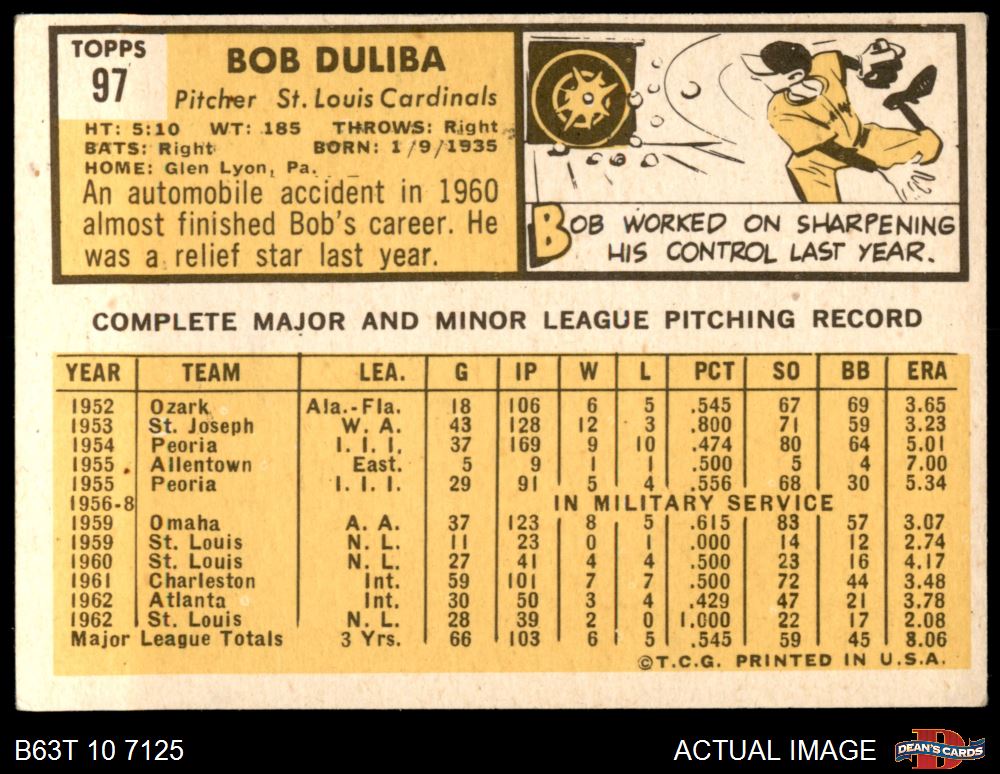 TOPPS
97
BOB DULIBA
Pitcher St. Louis Cardinals
HT: 5:10 WT: 185 THROWS: Right
BATS: Right BORN: 1/9/1935
HOME: Glen Lyon, Pa.
An automobile accident in 1960
almost finished Bob's career. He
was a relief star last year.
BOB WORKED ON SHARPENING
HIS CONTROL LAST YEAR.
COMPLETE MAJOR AND MINOR LEAGUE PITCHING RECORD
YEAR TEAM LEA. G IP W L PCT SO BB ERA
1952 Ozark Ala.-Fla. 18 106 6 5 .545 67 69 3.65
1953 St. Joseph W. A. 43 128 12 3 .800 71 59 3.23
1954 Peoria I. I. I. 37 169 9 10 .474 80 64 5.01
1955 Allentown East. 5 9 1 1 .500 5 4 7.00
1955 Peoria I. I. I. 29 91 5 4 .556 68 30 5.34
1956-8 IN MILITARY SERVICE
1959 Omaha A. A. 37 123 8 5 .615 83 57 3.07
1959 St. Louis N. L. 11 23 0 1 .000 14 12 2.74
1960 St. Louis N. L. 27 41 4 4 .500 23 16 4.17
1961 Charleston Int. 59 101 7 7 .500 72 44 3.48
1962 Atlanta Int. 30 50 3 4 .429 47 21 3.78
1962 St. Louis N. L. 28 39 2 0 1.000 22 17 2.08
Major League Totals 3 Yrs. 66 103 6 5 .545 59 45 3.06
©T.C.G. PRINTED IN U.S.A.
B63T 10 7125
ACTUAL IMAGE
DEAN'S CARDS